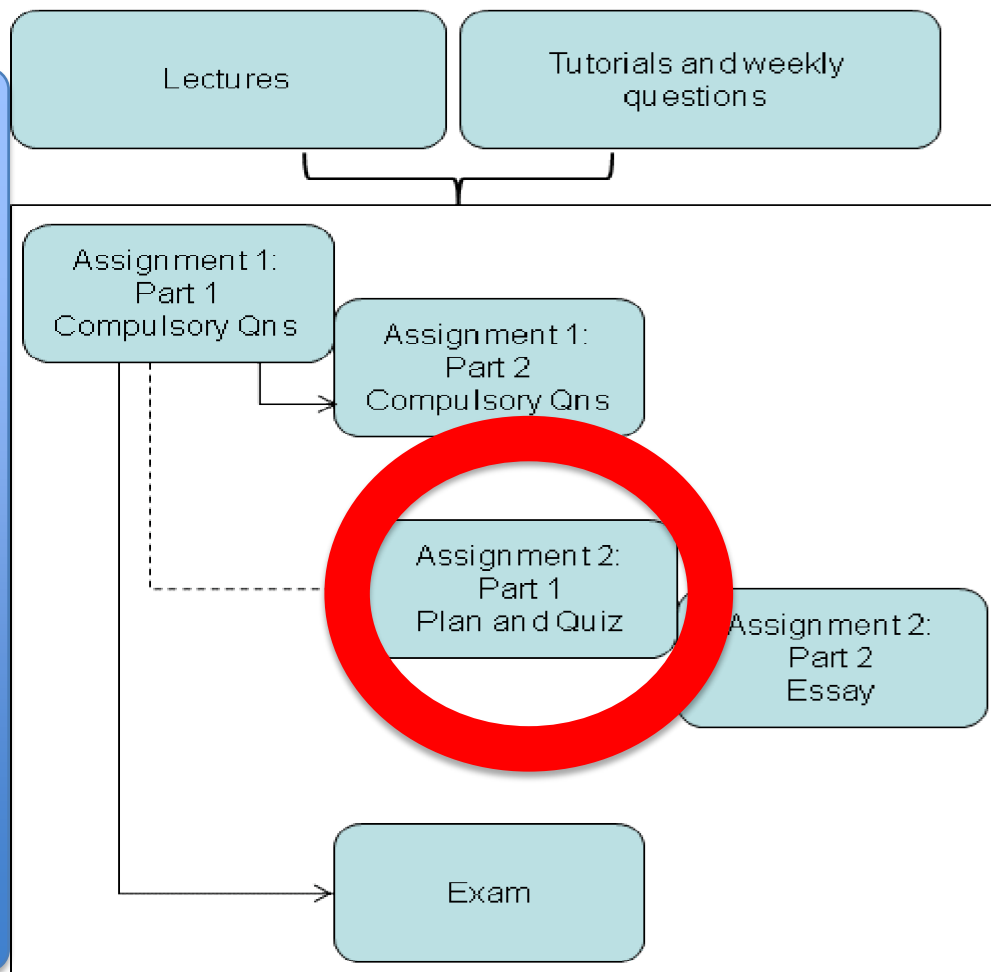 Lectures
Tutorials and weekly
questions
Assignment 1:
Part 1
Compulsory Qns
Assignment 1:
Part 2
Compulsory Qns
Assignment 2:
Part 1
Plan and Quiz
Assignment 2:
Part 2
Essay
Exam